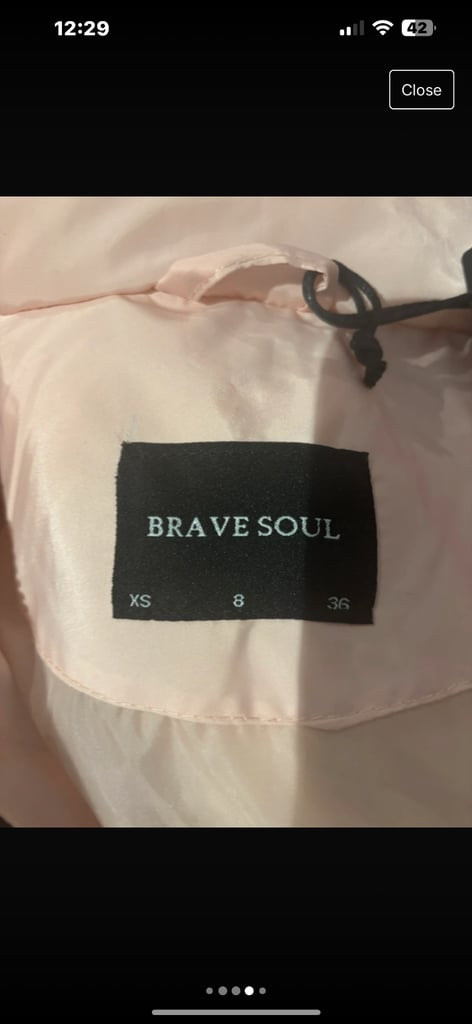 12:29
42
Close
BRAVE SOUL
XS 8 36